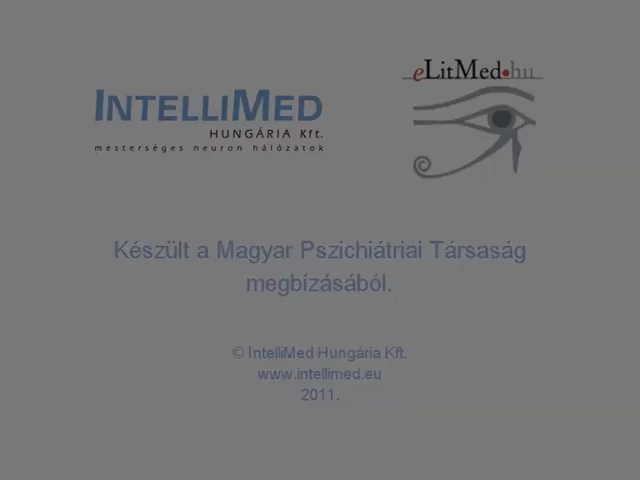 INTELLIMED
HUNGÁRIA Kft.
mesterséges neuron hálózatok
eLitMed.hu
Készült a Magyar Pszichiátriai Társaság
megbízásából.
© IntelliMed Hungária Kft.
www.intellimed.eu
2011.